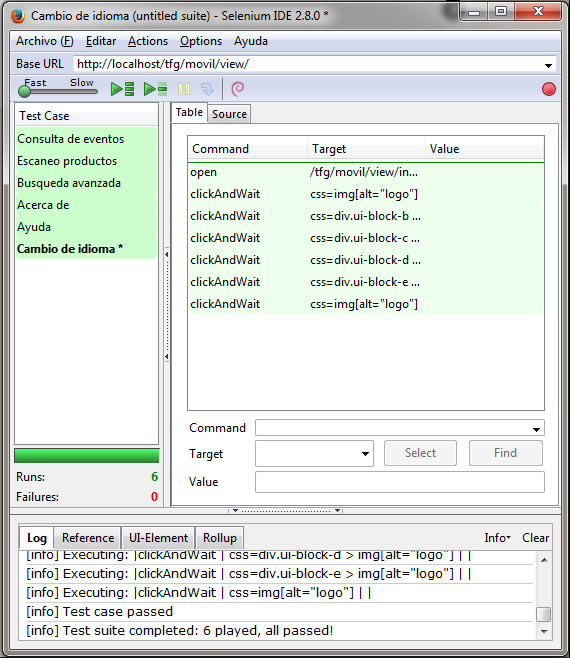 Cambio de idioma (untitled suite) - Selenium IDE 2.8.0 *
Archivo (F) Editar Actions Options Ayuda
Base URL http://localhost/tfg/movil/view/
Fast Slow
Test Case
Consulta de eventos
Escaneo productos
Busqueda avanzada
Acerca de
Ayuda
Cambio de idioma *
Runs: 6
Failures: 0
Table Source
Command Target Value
open /tfg/movil/view/in...
clickAndWait css=img[alt="logo"]
clickAndWait css=div.ui-block-b ...
clickAndWait css=div.ui-block-c ...
clickAndWait css=div.ui-block-d ...
clickAndWait css=div.ui-block-e ...
clickAndWait css=img[alt="logo"]
Command
Target Select Find
Value
Log Reference UI-Element Rollup Info Clear
[info] Executing: |clickAndWait | css=div.ui-block-d > img[alt="logo"] | |
[info] Executing: |clickAndWait | css=div.ui-block-e > img[alt="logo"] | |
[info] Executing: |clickAndWait | css=img[alt="logo"] | |
[info] Test case passed
[info] Test suite completed: 6 played, all passed!